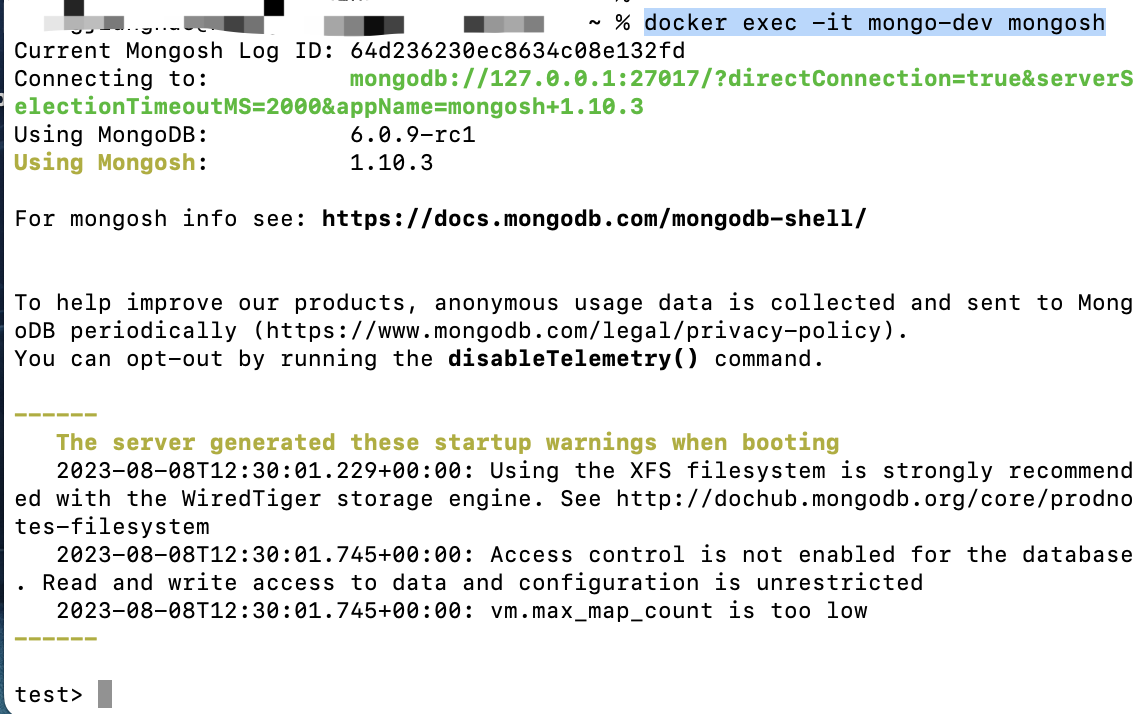 ~ % docker exec -it mongo-dev mongosh
Current Mongosh Log ID: 64d236230ec8634c08e132fd
Connecting to: mongodb://127.0.0.1:27017/?directConnection=true&serverS
electionTimeoutMS=2000&appName=mongosh+1.10.3
Using MongoDB: 6.0.9-rc1
Using Mongosh: 1.10.3
For mongosh info see: https://docs.mongodb.com/mongodb-shell/
To help improve our products, anonymous usage data is collected and sent to Mong
oDB periodically (https://www.mongodb.com/legal/privacy-policy).
You can opt-out by running the disableTelemetry() command.
------
The server generated these startup warnings when booting
2023-08-08T12:30:01.229+00:00: Using the XFS filesystem is strongly recommend
ed with the WiredTiger storage engine. See http://dochub.mongodb.org/core/prodno
tes-filesystem
2023-08-08T12:30:01.745+00:00: Access control is not enabled for the database
. Read and write access to data and configuration is unrestricted
2023-08-08T12:30:01.745+00:00: vm.max_map_count is too low
------
test>